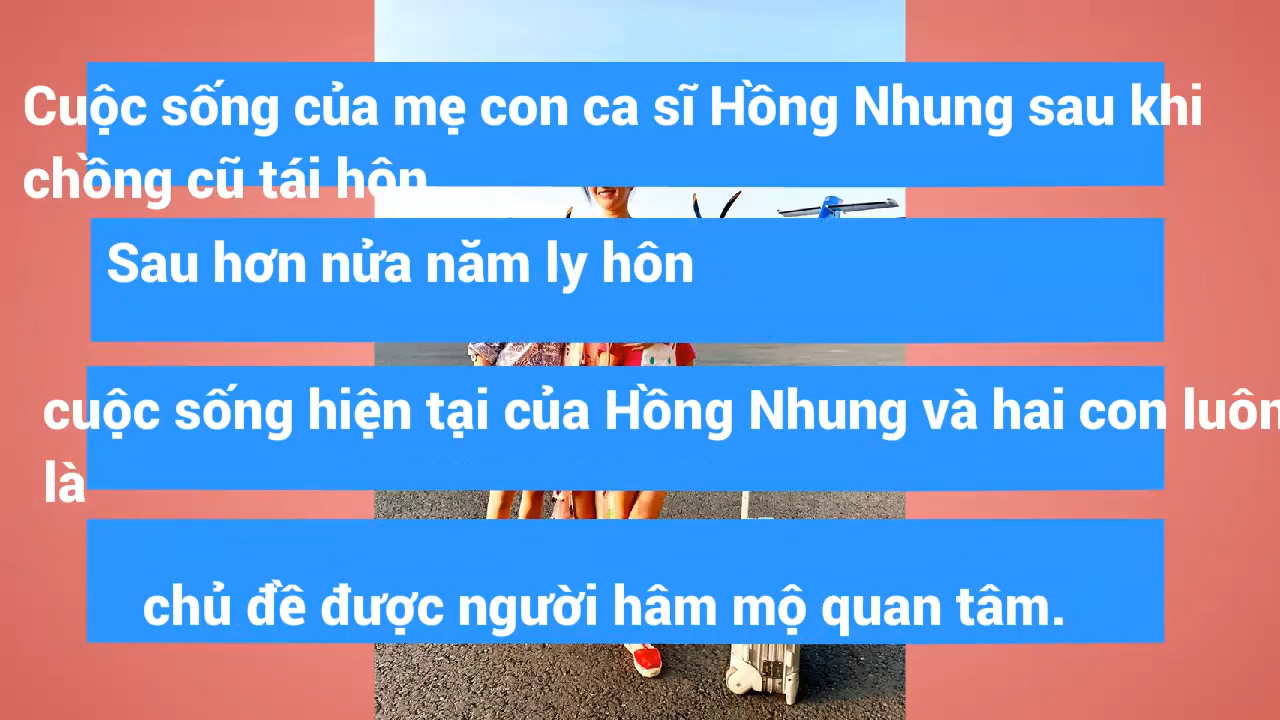 Cuộc sống của mẹ con ca sĩ Hồng Nhung sau khi
chồng cũ tái hôn
Sau hơn nửa năm ly hôn
cuộc sống hiện tại của Hồng Nhung và hai con luôn
là
chủ đề được người hâm mộ quan tâm.